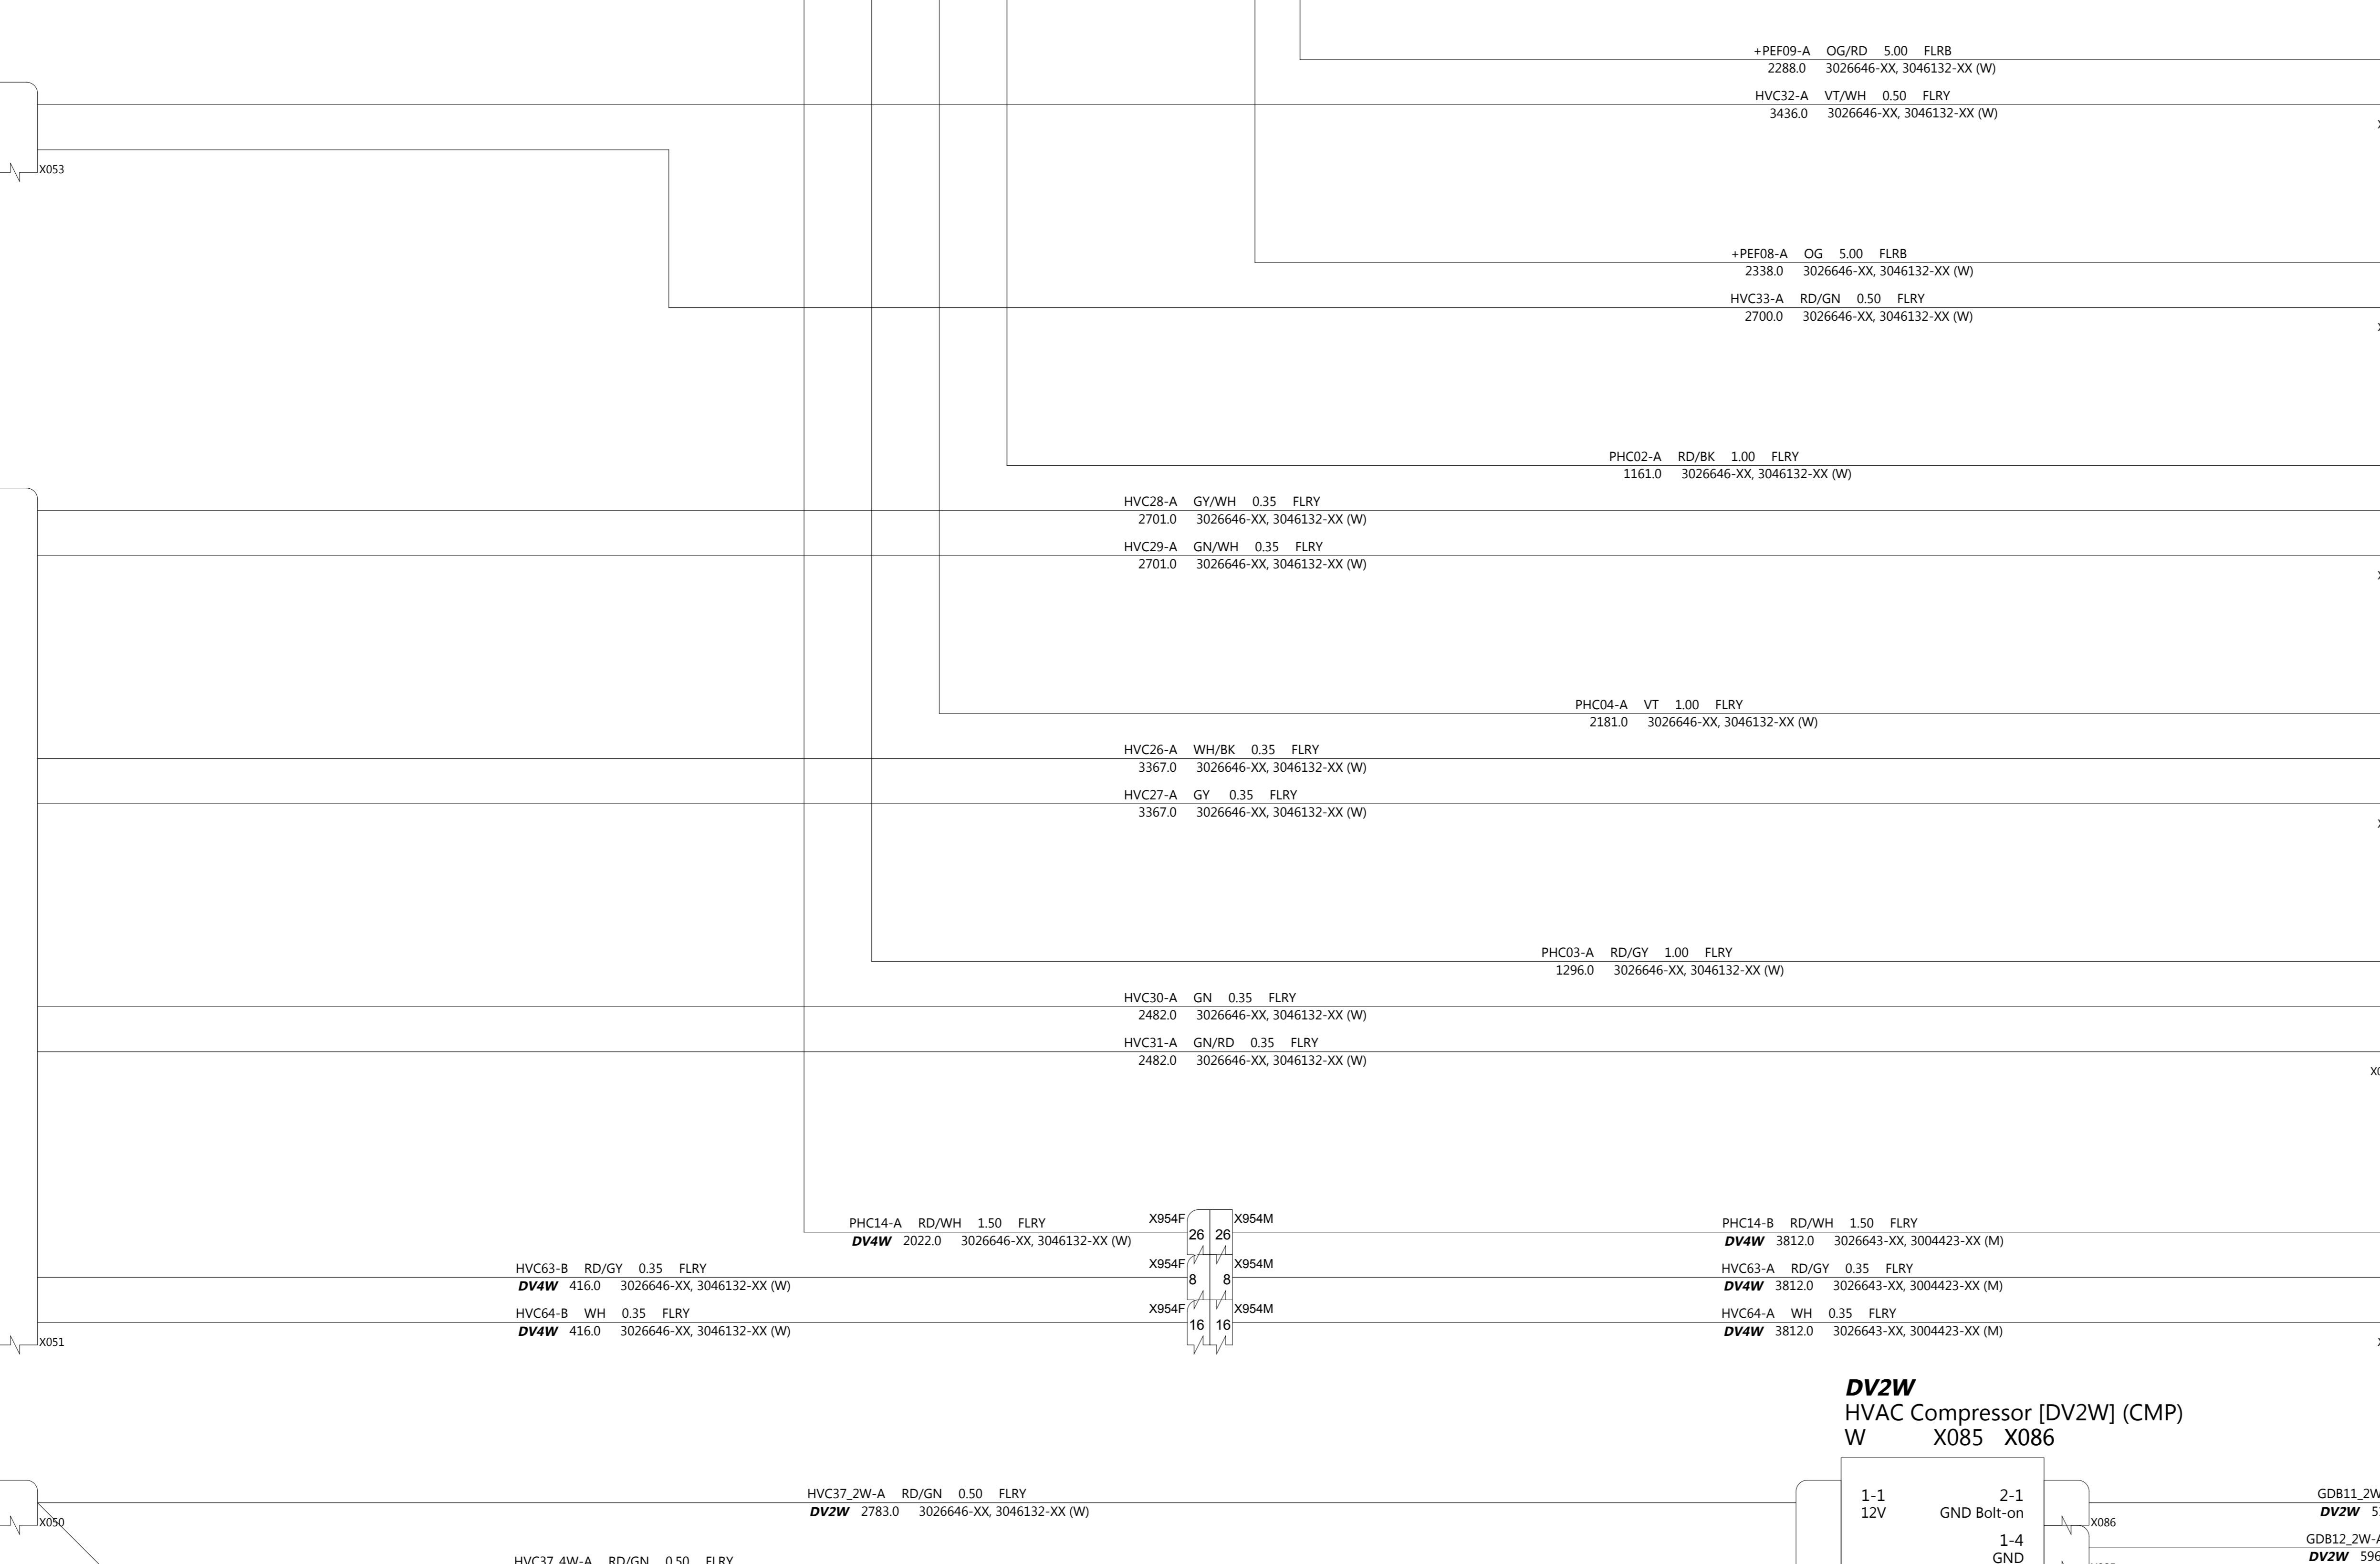 +PEF09-A OG/RD 5.00 FLRB
2288.0 3026646-XX, 3046132-XX (W)
HVC32-A VT/WH 0.50 FLRY
3436.0 3026646-XX, 3046132-XX (W)
X053
+PEF08-A OG 5.00 FLRB
2338.0 3026646-XX, 3046132-XX (W)
HVC33-A RD/GN 0.50 FLRY
2700.0 3026646-XX, 3046132-XX (W)
PHC02-A RD/BK 1.00 FLRY
1161.0 3026646-XX, 3046132-XX (W)
HVC28-A GY/WH 0.35 FLRY
2701.0 3026646-XX, 3046132-XX (W)
HVC29-A GN/WH 0.35 FLRY
2701.0 3026646-XX, 3046132-XX (W)
PHC04-A VT 1.00 FLRY
2181.0 3026646-XX, 3046132-XX (W)
HVC26-A WH/BK 0.35 FLRY
3367.0 3026646-XX, 3046132-XX (W)
HVC27-A GY 0.35 FLRY
3367.0 3026646-XX, 3046132-XX (W)
PHC03-A RD/GY 1.00 FLRY
1296.0 3026646-XX, 3046132-XX (W)
HVC30-A GN 0.35 FLRY
2482.0 3026646-XX, 3046132-XX (W)
HVC31-A GN/RD 0.35 FLRY
2482.0 3026646-XX, 3046132-XX (W)
PHC14-A RD/WH 1.50 FLRY
DV4W 2022.0 3026646-XX, 3046132-XX (W)
X954F 26 26 X954M
PHC14-B RD/WH 1.50 FLRY
DV4W 3812.0 3026643-XX, 3004423-XX (M)
HVC63-B RD/GY 0.35 FLRY
DV4W 416.0 3026646-XX, 3046132-XX (W)
X954F 8 8 X954M
HVC63-A RD/GY 0.35 FLRY
DV4W 3812.0 3026643-XX, 3004423-XX (M)
HVC64-B WH 0.35 FLRY
DV4W 416.0 3026646-XX, 3046132-XX (W)
X954F 16 16 X954M
HVC64-A WH 0.35 FLRY
DV4W 3812.0 3026643-XX, 3004423-XX (M)
X051
DV2W
HVAC Compressor [DV2W] (CMP)
W X085 X086
HVC37_2W-A RD/GN 0.50 FLRY
DV2W 2783.0 3026646-XX, 3046132-XX (W)
X050
1-1
12V
2-1
GND Bolt-on
X086
1-4
GND
GDB11_2W
DV2W
GDB12_2W-A
DV2W 596
HVC37_4W-A RD/GN 0.50 FLRY